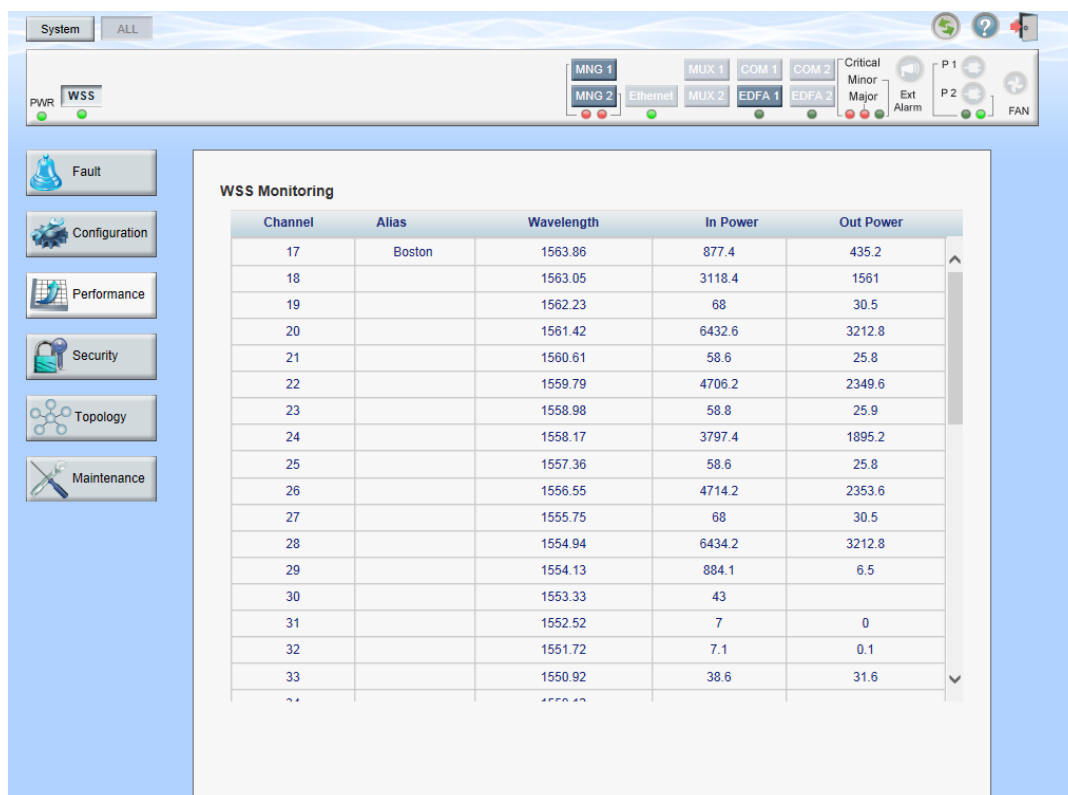 System ALL
MNG 1 MUX 1 COM 1 COM 2 Critical P 1
Minor
PWR WSS MNG 2 Ethernet MUX 2 EDFA 1 EDFA 2 Major Ext Alarm P 2 FAN
Fault
Configuration
Performance
Security
Topology
Maintenance
WSS Monitoring
Channel Alias Wavelength In Power Out Power
17 Boston 1563.86 877.4 435.2
18 1563.05 3118.4 1561
19 1562.23 68 30.5
20 1561.42 6432.6 3212.8
21 1560.61 58.6 25.8
22 1559.79 4706.2 2349.6
23 1558.98 58.8 25.9
24 1558.17 3797.4 1895.2
25 1557.36 58.6 25.8
26 1556.55 4714.2 2353.6
27 1555.75 68 30.5
28 1554.94 6434.2 3212.8
29 1554.13 884.1 6.5
30 1553.33 43
31 1552.52 7 0
32 1551.72 7.1 0.1
33 1550.92 38.6 31.6